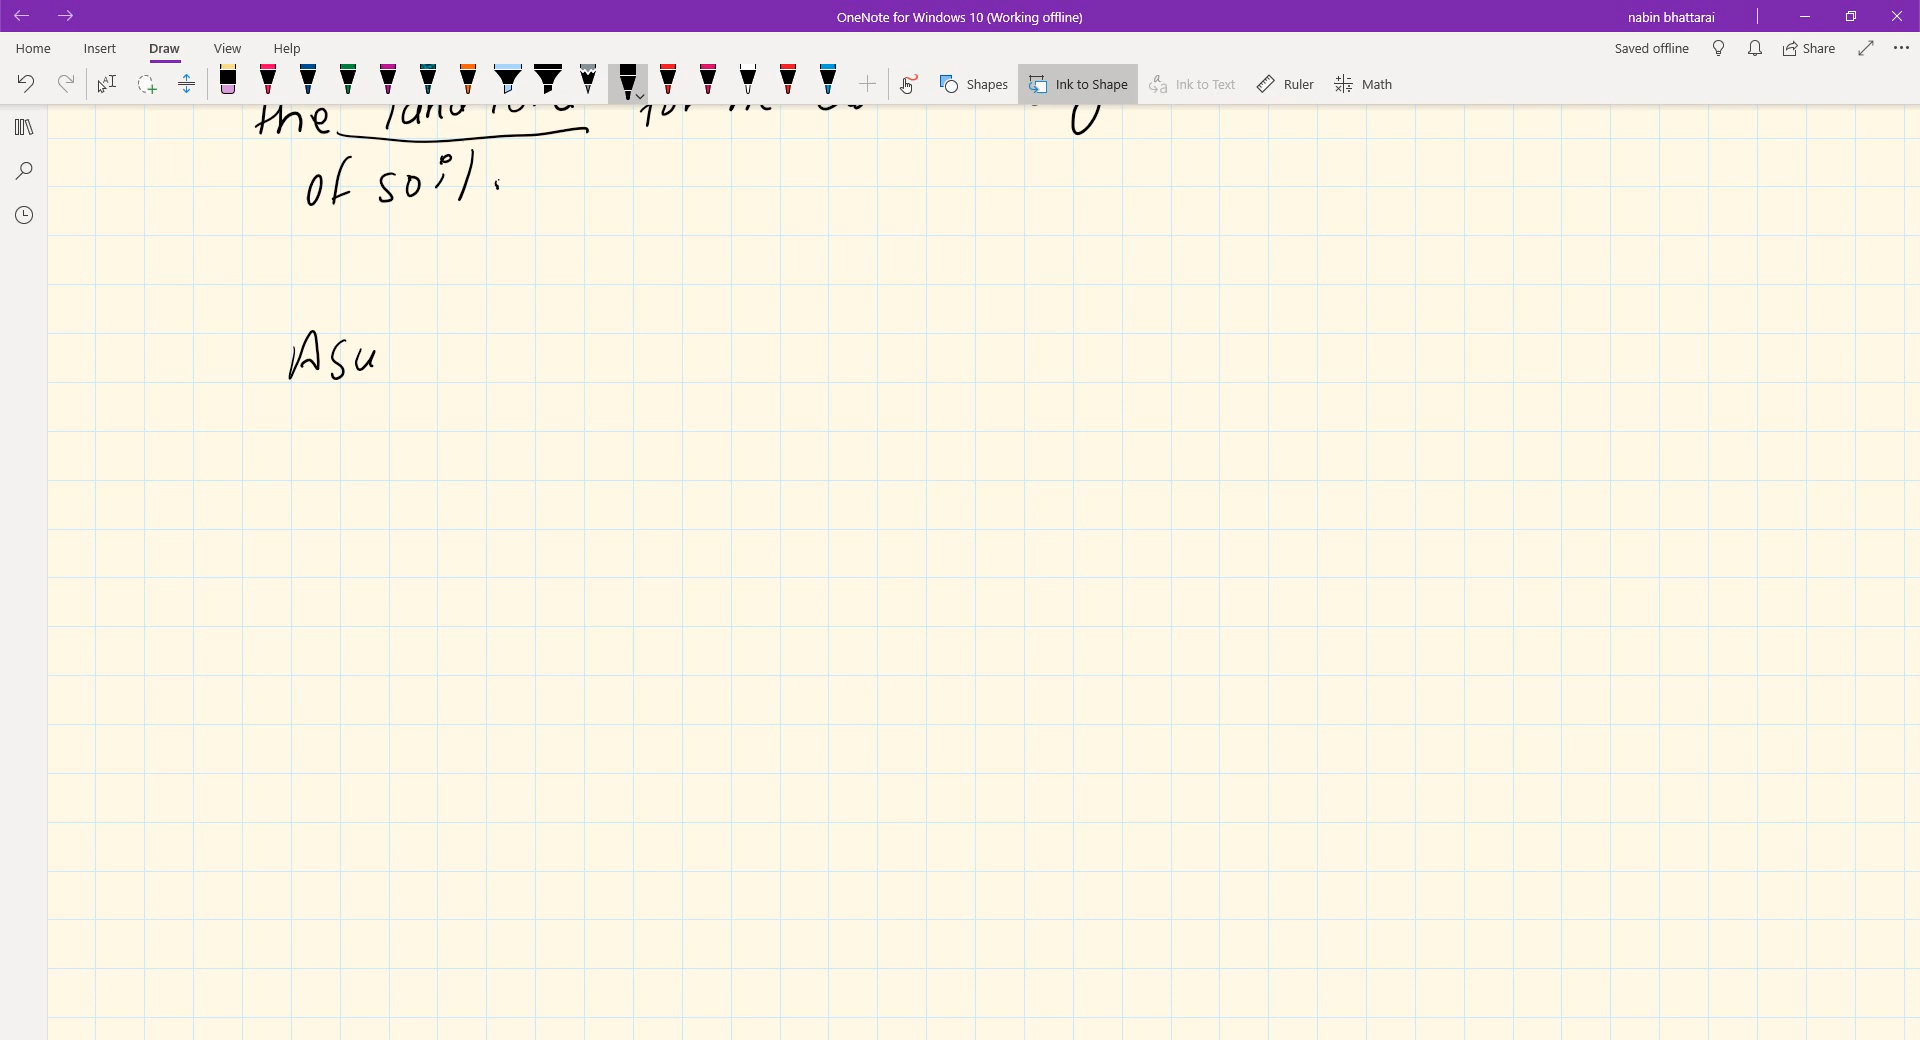 OneNote for Windows 10 (Working offline)
nabin bhattarai
Home Insert Draw View Help
Saved offline Share
Shapes Ink to Shape Ink to Text Ruler Math
the
of soil.
Asu